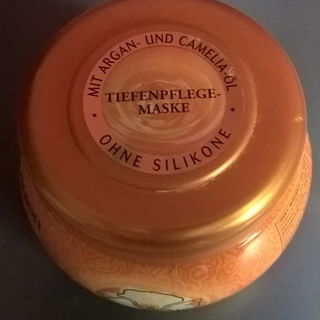 MIT ARGAN- UND CAMELIA-ÖL
TIEFENPFLEGE-
MASKE
• OHNE SILIKONE •